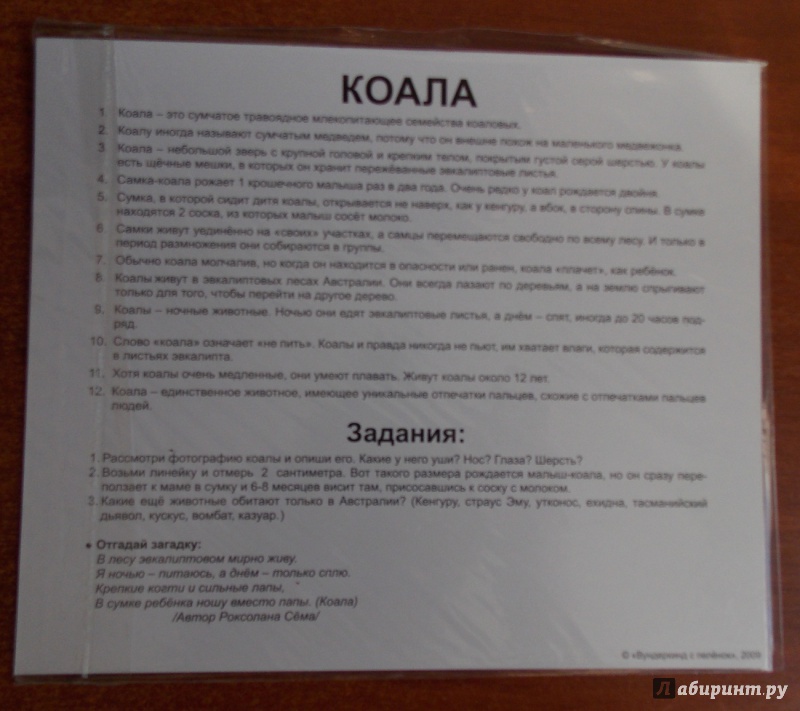 КОАЛА
1. Коала – это сумчатое травоядное млекопитающее семейства коаловых.
2. Коалу иногда называют сумчатым медведем, потому что он внешне похож на маленького медвежонка.
3. Коала – небольшой зверь с крупной головой и крепким телом, покрытым густой серой шерстью. У коалы
есть щёчные мешки, в которых он хранит пережёванные эвкалиптовые листья.
4. Самка-коала рожает 1 крошечного малыша раз в два года. Очень редко у коал рождается двойня.
5. Сумка, в которой сидит дитя коалы, открывается не наверх, как у кенгуру, а вбок, в сторону спины. В сумке
находятся 2 соска, из которых малыш сосёт молоко.
6. Самки живут уединённо на «своих» участках, а самцы перемещаются свободно по всему лесу. И только в
период размножения они собираются в группы.
7. Обычно коала молчалив, но когда он находится в опасности или ранен, коала «плачет», как ребёнок.
8. Коалы живут в эвкалиптовых лесах Австралии. Они всегда лазают по деревьям, а на землю спрыгивают
только для того, чтобы перейти на другое дерево.
9. Коалы – ночные животные. Ночью они едят эвкалиптовые листья, а днём – спят, иногда до 20 часов под-
ряд.
10. Слово «коала» означает «не пить». Коалы и правда никогда не пьют, им хватает влаги, которая содержится
в листьях эвкалипта.
11. Хотя коалы очень медленные, они умеют плавать. Живут коалы около 12 лет.
12. Коала – единственное животное, имеющее уникальные отпечатки пальцев, схожие с отпечатками пальцев
людей.
Задания:
1. Рассмотри фотографию коалы и опиши его. Какие у него уши? Нос? Глаза? Шерсть?
2. Возьми линейку и отмерь 2 сантиметра. Вот такого размера рождается малыш-коала, но он сразу пере-
ползает к маме в сумку и 6-8 месяцев висит там, присосавшись к соску с молоком.
3. Какие ещё животные обитают только в Австралии? (Кенгуру, страус Эму, утконос, ехидна, тасманийский
дьявол, кускус, вомбат, казуар.)
• Отгадай загадку:
В лесу эвкалиптовом мирно живу.
Я ночью – питаюсь, а днём – только сплю.
Крепкие когти и сильные лапы,
В сумке ребёнка ношу вместо папы. (Коала)
/Автор Роксолана Сёма/
© «Вундеркинд с пелёнок», 2009
Лабиринт.ру